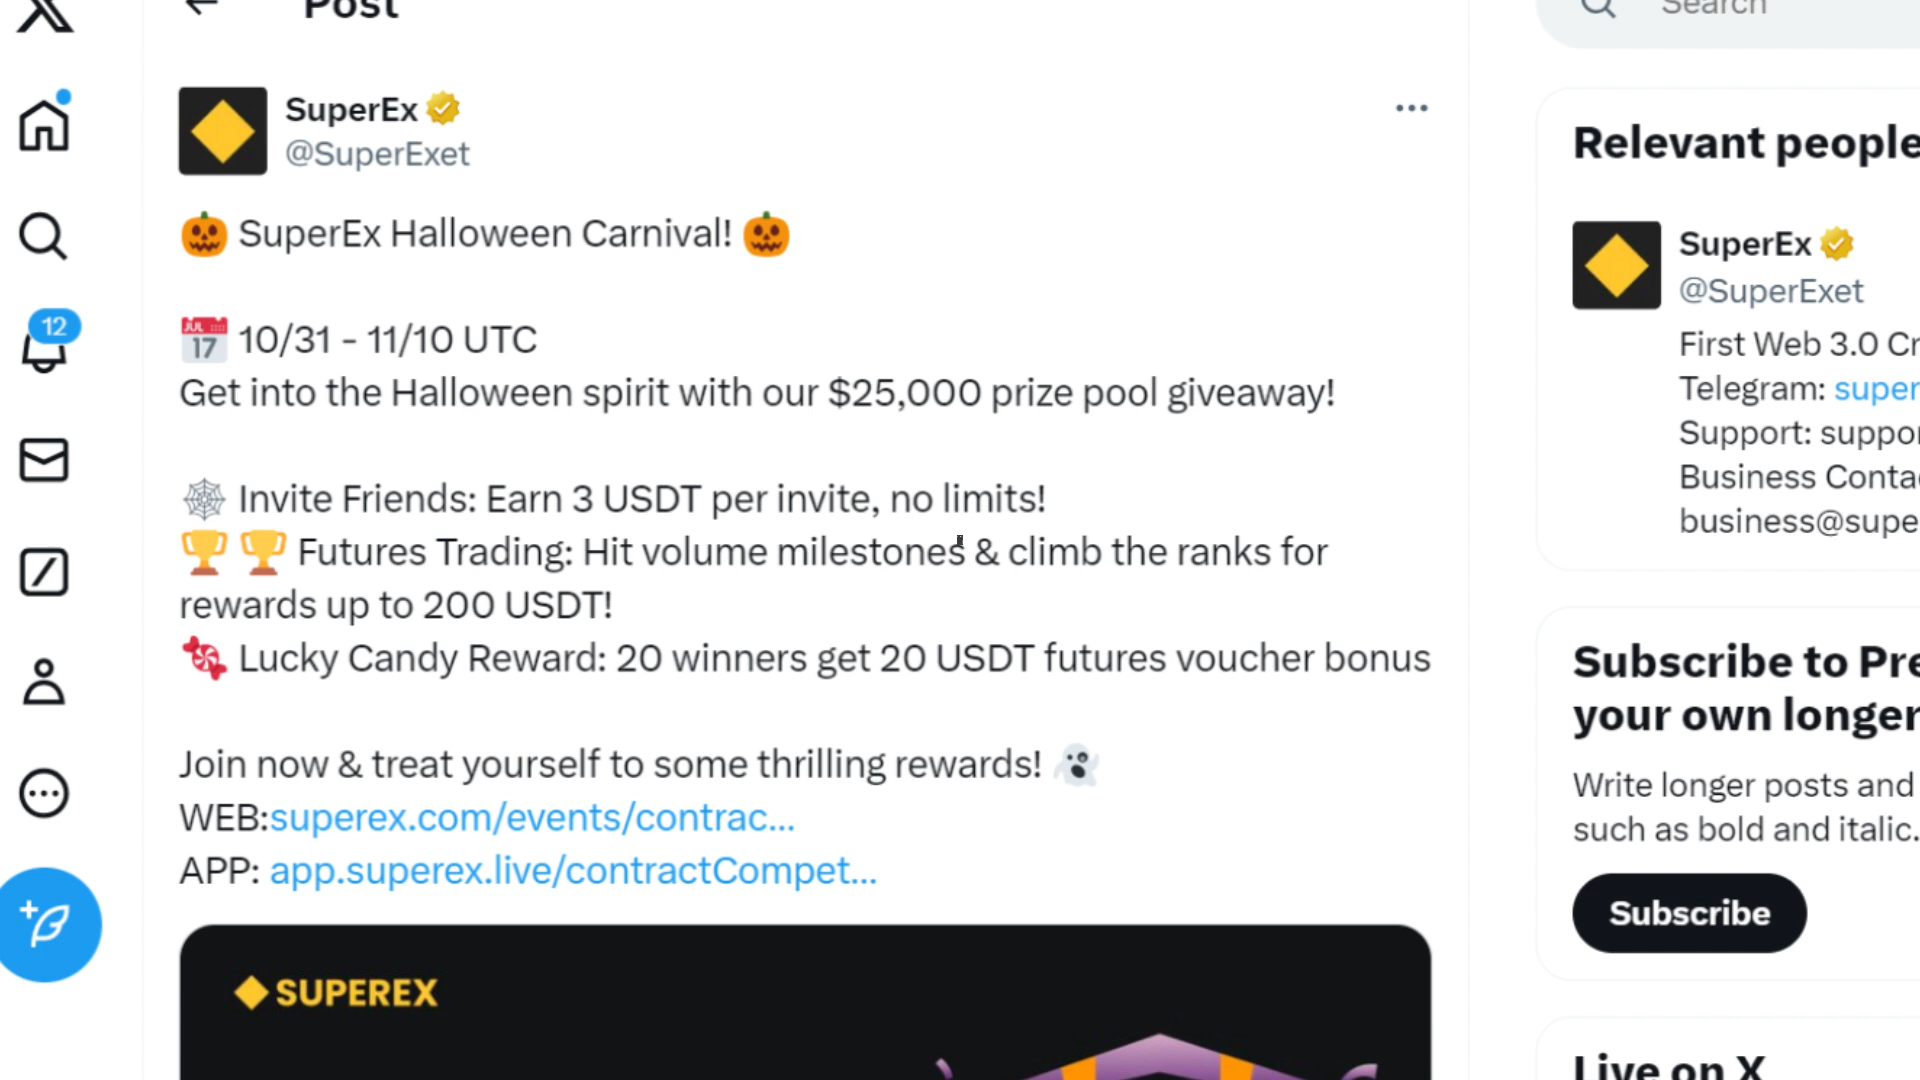 Post
Search
SuperEx
@SuperExet
🎃 SuperEx Halloween Carnival! 🎃
JUL 17 10/31 - 11/10 UTC
Get into the Halloween spirit with our $25,000 prize pool giveaway!
🕸️ Invite Friends: Earn 3 USDT per invite, no limits!
🏆 🏆 Futures Trading: Hit volume milestones & climb the ranks for
rewards up to 200 USDT!
🍬 Lucky Candy Reward: 20 winners get 20 USDT futures voucher bonus
Join now & treat yourself to some thrilling rewards! 👻
WEB:superex.com/events/contrac...
APP: app.superex.live/contractCompet...
SUPEREX
12
Relevant people
SuperEx
@SuperExet
First Web 3.0 Cr
Telegram: super
Support: suppor
Business Conta
business@supe
Subscribe to Pre
your own longer
Write longer posts and
such as bold and italic.
Subscribe
Live on X